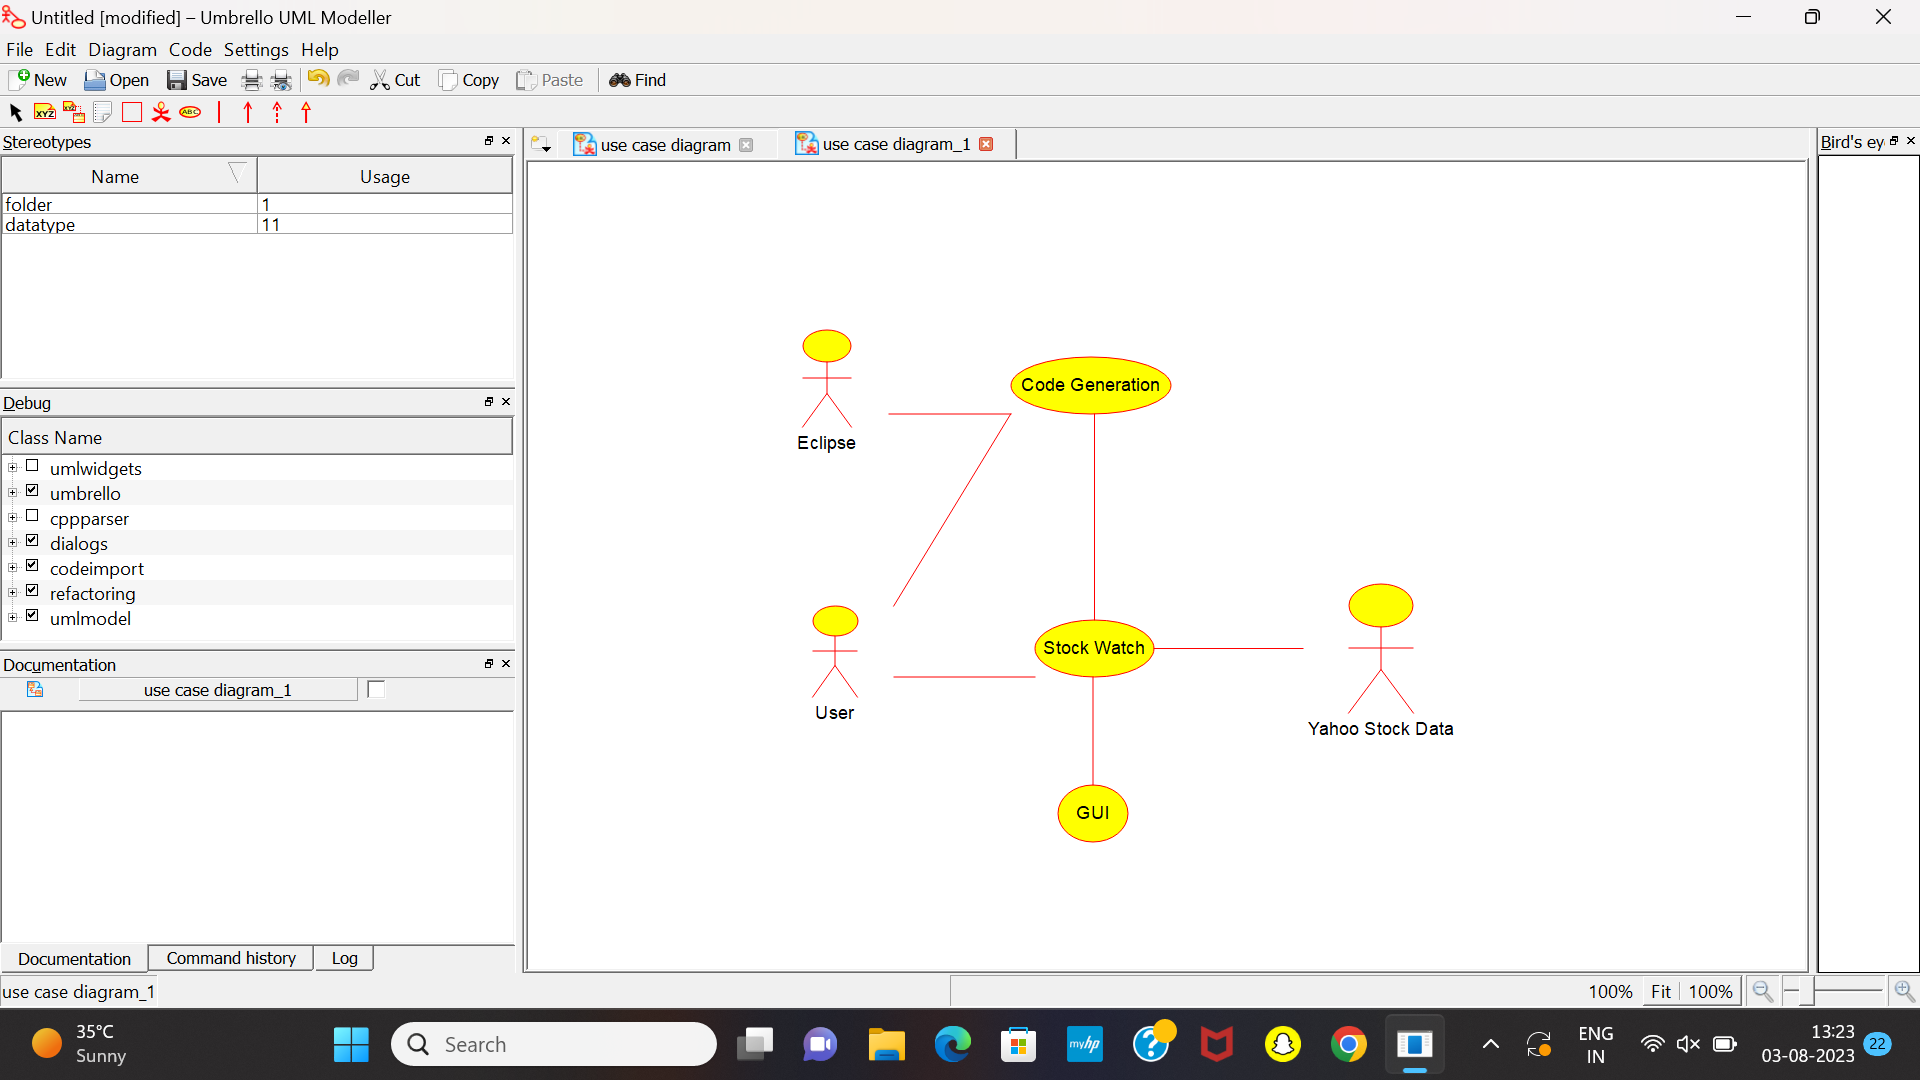 Untitled [modified] – Umbrello UML Modeller
File Edit Diagram Code Settings Help
New Open Save Cut Copy Paste Find
XYZ XYZ ABC
Stereotypes
Name Usage
folder 1
datatype 11
Debug
Class Name
umlwidgets
umbrello
cppparser
dialogs
codeimport
refactoring
umlmodel
Documentation
use case diagram_1
Documentation Command history Log
use case diagram use case diagram_1
Bird's ey
Eclipse
Code Generation
User
Stock Watch
Yahoo Stock Data
GUI
use case diagram_1
100% Fit 100%
35°C
Sunny
Search
myhp
ENG
IN
13:23
03-08-2023
22